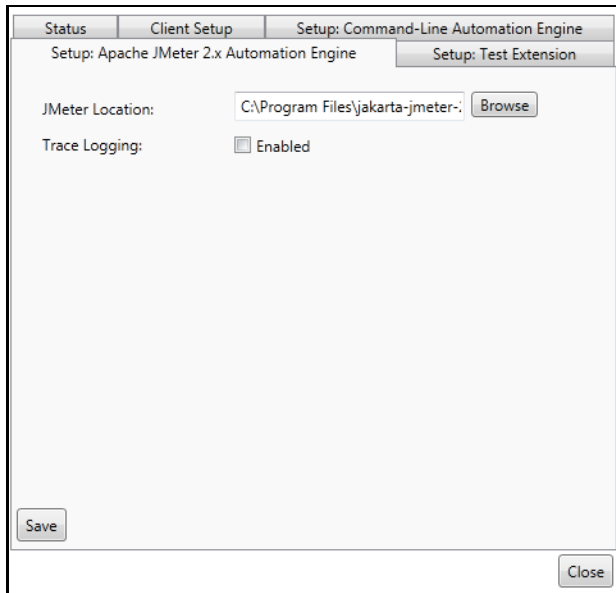 Status Client Setup Setup: Command-Line Automation Engine
Setup: Apache JMeter 2.x Automation Engine Setup: Test Extension
JMeter Location: C:\Program Files\jakarta-jmeter- Browse
Trace Logging: Enabled
Save
Close